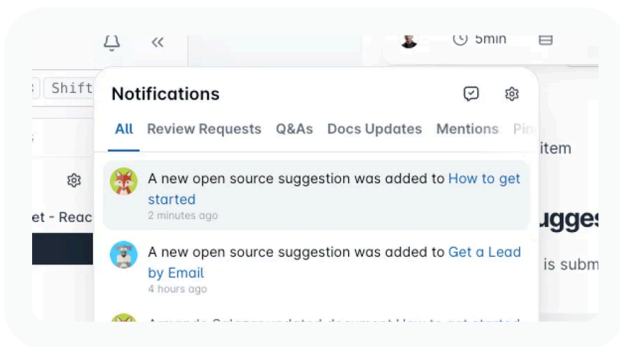 5min
Shift
Notifications
All Review Requests Q&As Docs Updates Mentions
item
A new open source suggestion was added to How to get
started
2 minutes ago
et - Reac
A new open source suggestion was added to Get a Lead
by Email
4 hours ago
is subm